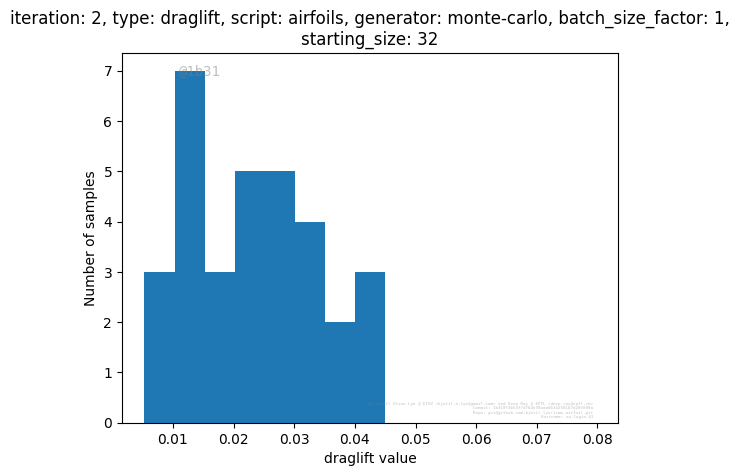 iteration: 2, type: draglift, script: airfoils, generator: monte-carlo, batch_size_factor: 1,
starting_size: 32
@1b31
7
6
5
4
3
2
1
0
Number of samples
0.01 0.02 0.03 0.04 0.05 0.06 0.07 0.08
draglift value